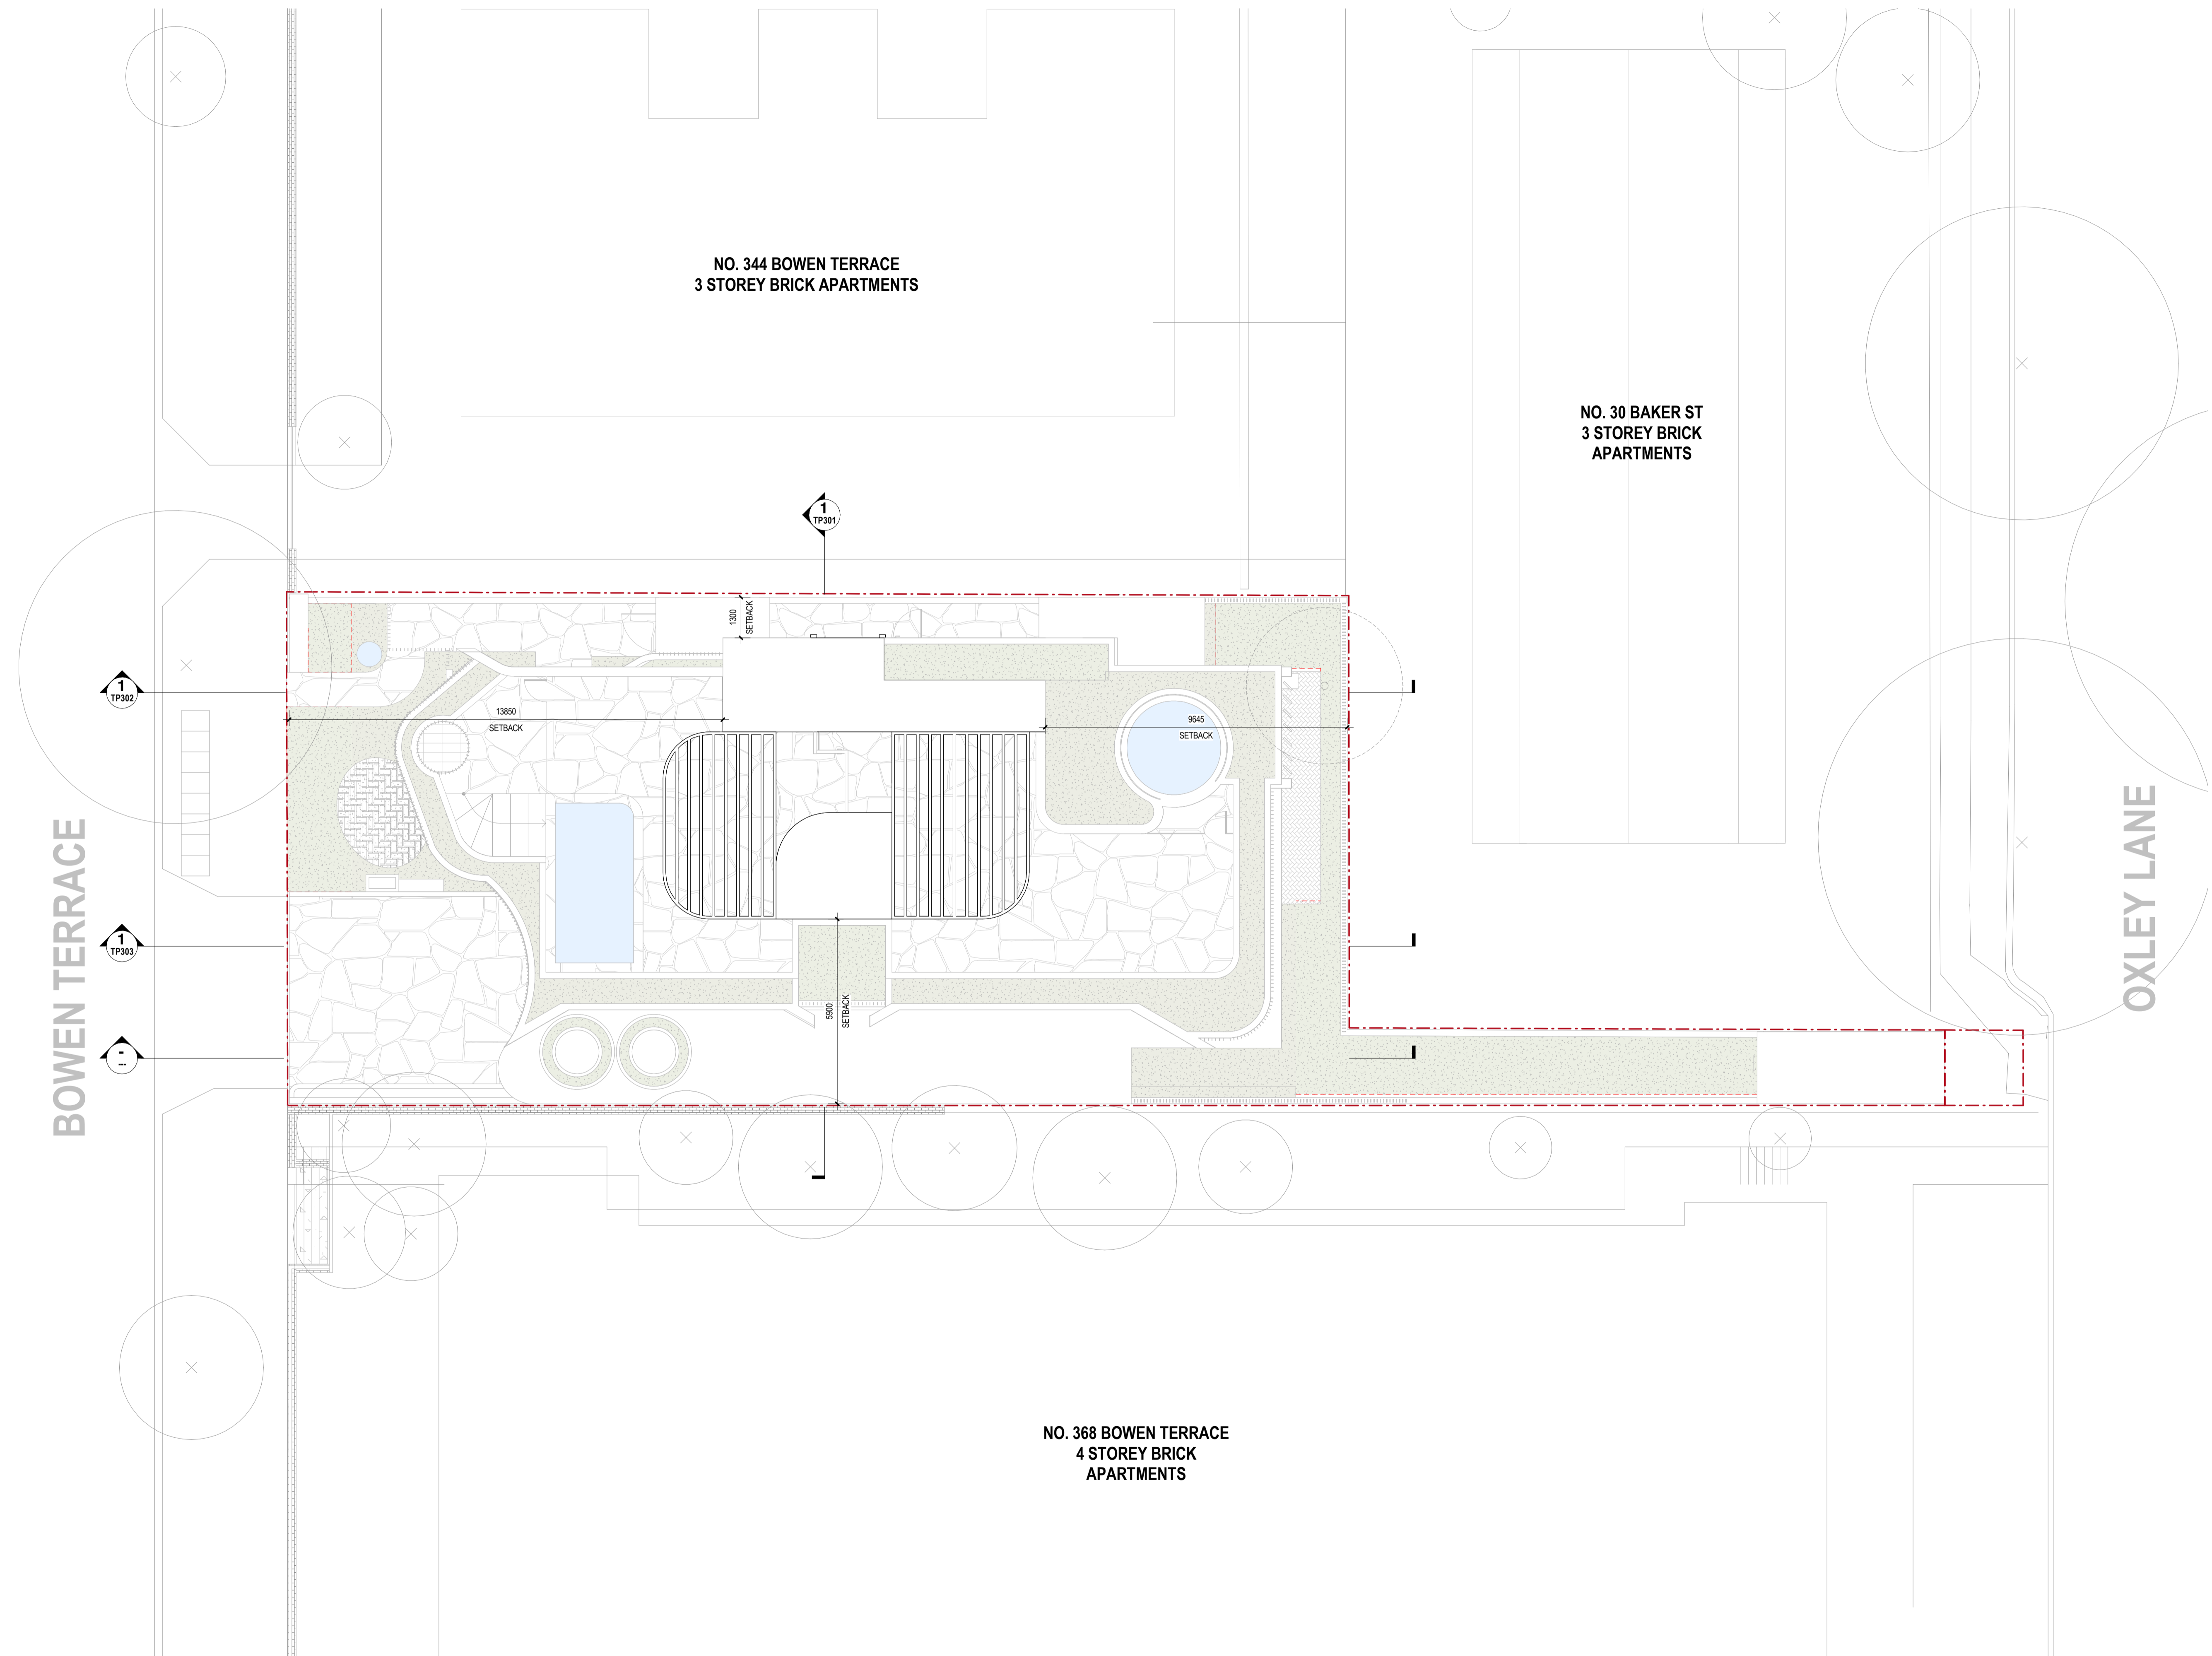 NO. 344 BOWEN TERRACE
3 STOREY BRICK APARTMENTS
NO. 30 BAKER ST
3 STOREY BRICK
APARTMENTS
1
TP301
1300
SETBACK
1
TP302
13850
SETBACK
9645
SETBACK
BOWEN TERRACE
OXLEY LANE
1
TP303
5900
SETBACK
-
---
NO. 368 BOWEN TERRACE
4 STOREY BRICK
APARTMENTS